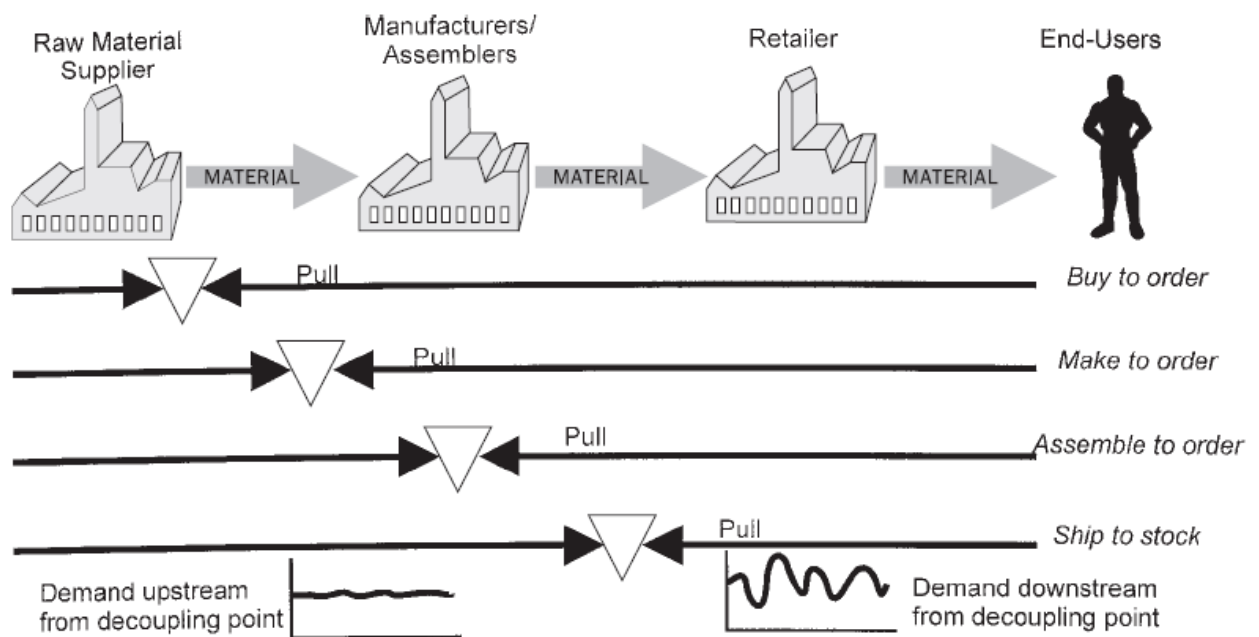 Raw Material
Supplier
Manufacturers/
Assemblers
Retailer
End-Users
MATERIAL
MATERIAL
MATERIAL
Pull
Buy to order
Pull
Make to order
Pull
Assemble to order
Pull
Ship to stock
Demand upstream
from decoupling point
Demand downstream
from decoupling point